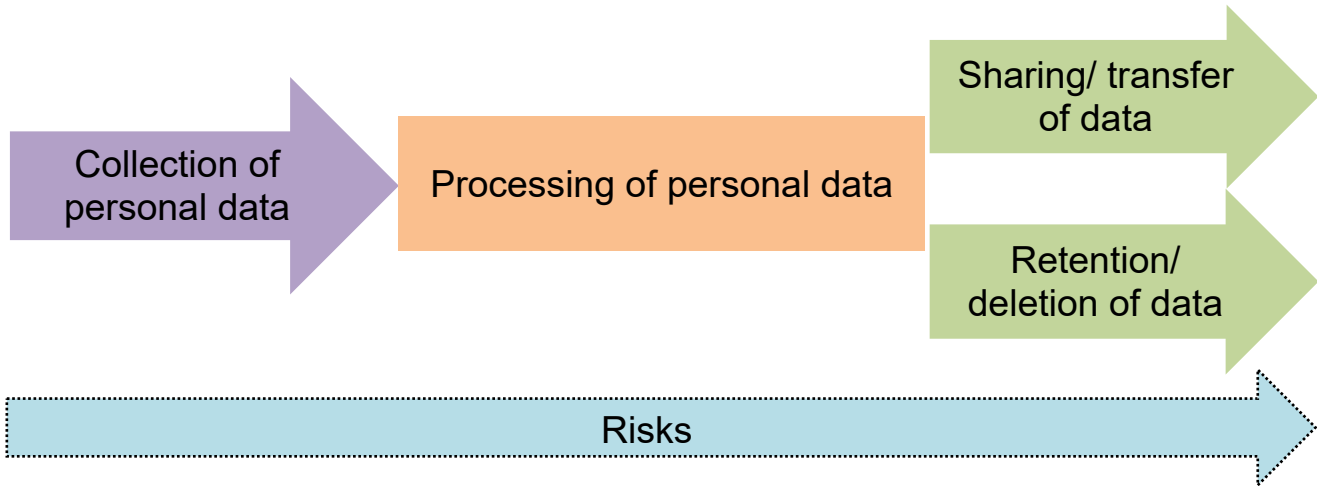 Collection of
personal data
Processing of personal data
Sharing/ transfer
of data
Retention/
deletion of data
Risks